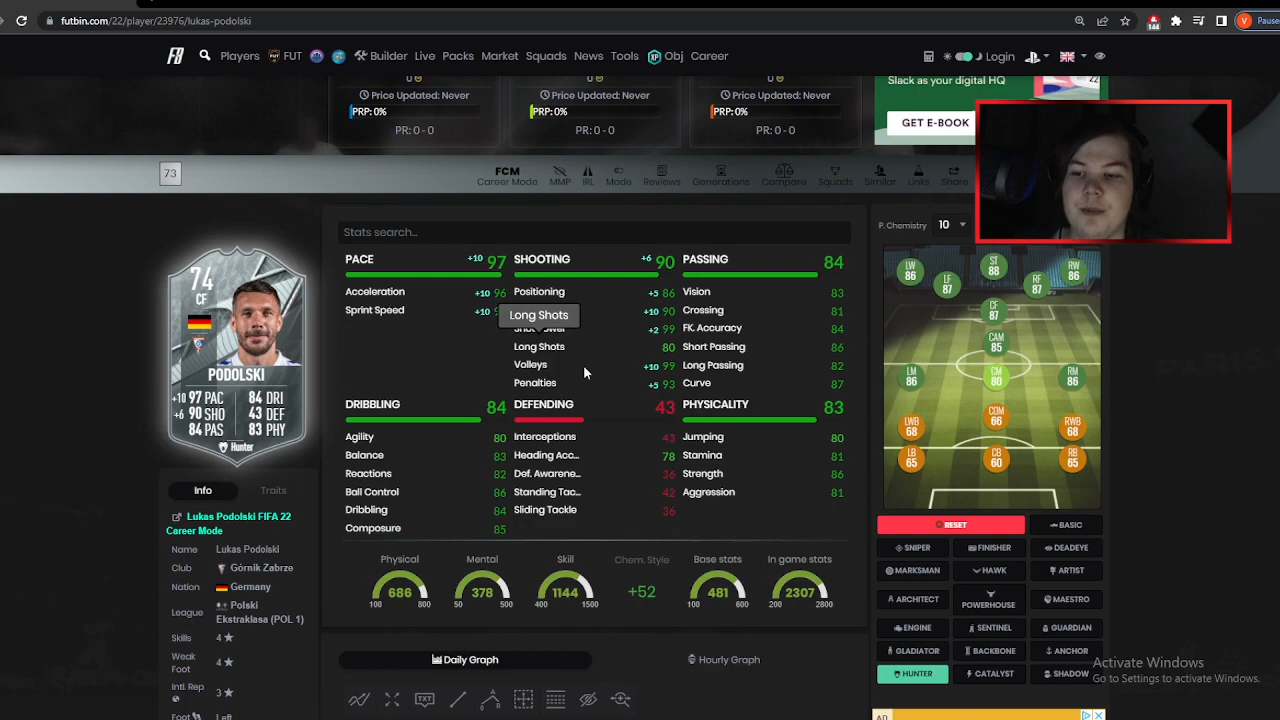 futbin.com/22/player/23976/lukas-podolski
144
V Pause
FB Players FUT Builder Live Packs Market Squads News Tools Obj Career Login
0 0 0
Price Updated: Never Price Updated: Never Price Updated: Never
PRP: 0% PRP: 0% PRP: 0%
PR: 0 - 0 PR: 0 - 0 PR: 0 - 0
Slack as your digital HQ
GET E-BOOK
73
FCM
Career Mode MMP IRL Mode Reviews Generations Compare Squads Similar Links Share
Stats search...
P. Chemistry 10
PACE +10 97
Acceleration +10 96
Sprint Speed +10
SHOOTING +6 90
Positioning +5 86
+10 90
Long Shots
Shot Power +2 99
Long Shots 80
Volleys +10 99
Penalties +5 93
PASSING 84
Vision 83
Crossing 81
FK. Accuracy 84
Short Passing 86
Long Passing 82
Curve 87
DRIBBLING 84
Agility 80
Balance 83
Reactions 82
Ball Control 86
Dribbling 84
Composure 85
DEFENDING 43
Interceptions 43
Heading Acc... 78
Def. Awarene... 36
Standing Tac... 42
Sliding Tackle 36
PHYSICALITY 83
Jumping 80
Stamina 81
Strength 86
Aggression 81
Physical Mental Skill Chem. Style Base stats In game stats
686 378 1144 +52 481 2307
100 800 50 500 400 1500 100 600 200 2800
Daily Graph Hourly Graph
TXT
74
CF
PODOLSKI
+10 97 PAC 84 DRI
+6 90 SHO 43 DEF
84 PAS 83 PHY
Hunter
Info Traits
Lukas Podolski FIFA 22
Career Mode
Name Lukas Podolski
Club Górnik Zabrze
Nation Germany
League Polski
Ekstraklasa (POL 1)
Skills 4
Weak
Foot 4
Intl Rep 3
Foot Left
LW 86
ST 88
RW 86
LF 87
RF 87
CF 87
CAM 85
LM 86
CM 80
RM 86
CDM 66
LWB 68
RWB 68
LB 65
CB 60
RB 65
RESET BASIC
SNIPER FINISHER DEADEYE
MARKSMAN HAWK ARTIST
ARCHITECT POWERHOUSE MAESTRO
ENGINE SENTINEL GUARDIAN
GLADIATOR BACKBONE ANCHOR
HUNTER CATALYST SHADOW
Activate Windows
Go to Settings to activate Windows.
AD
PARIS